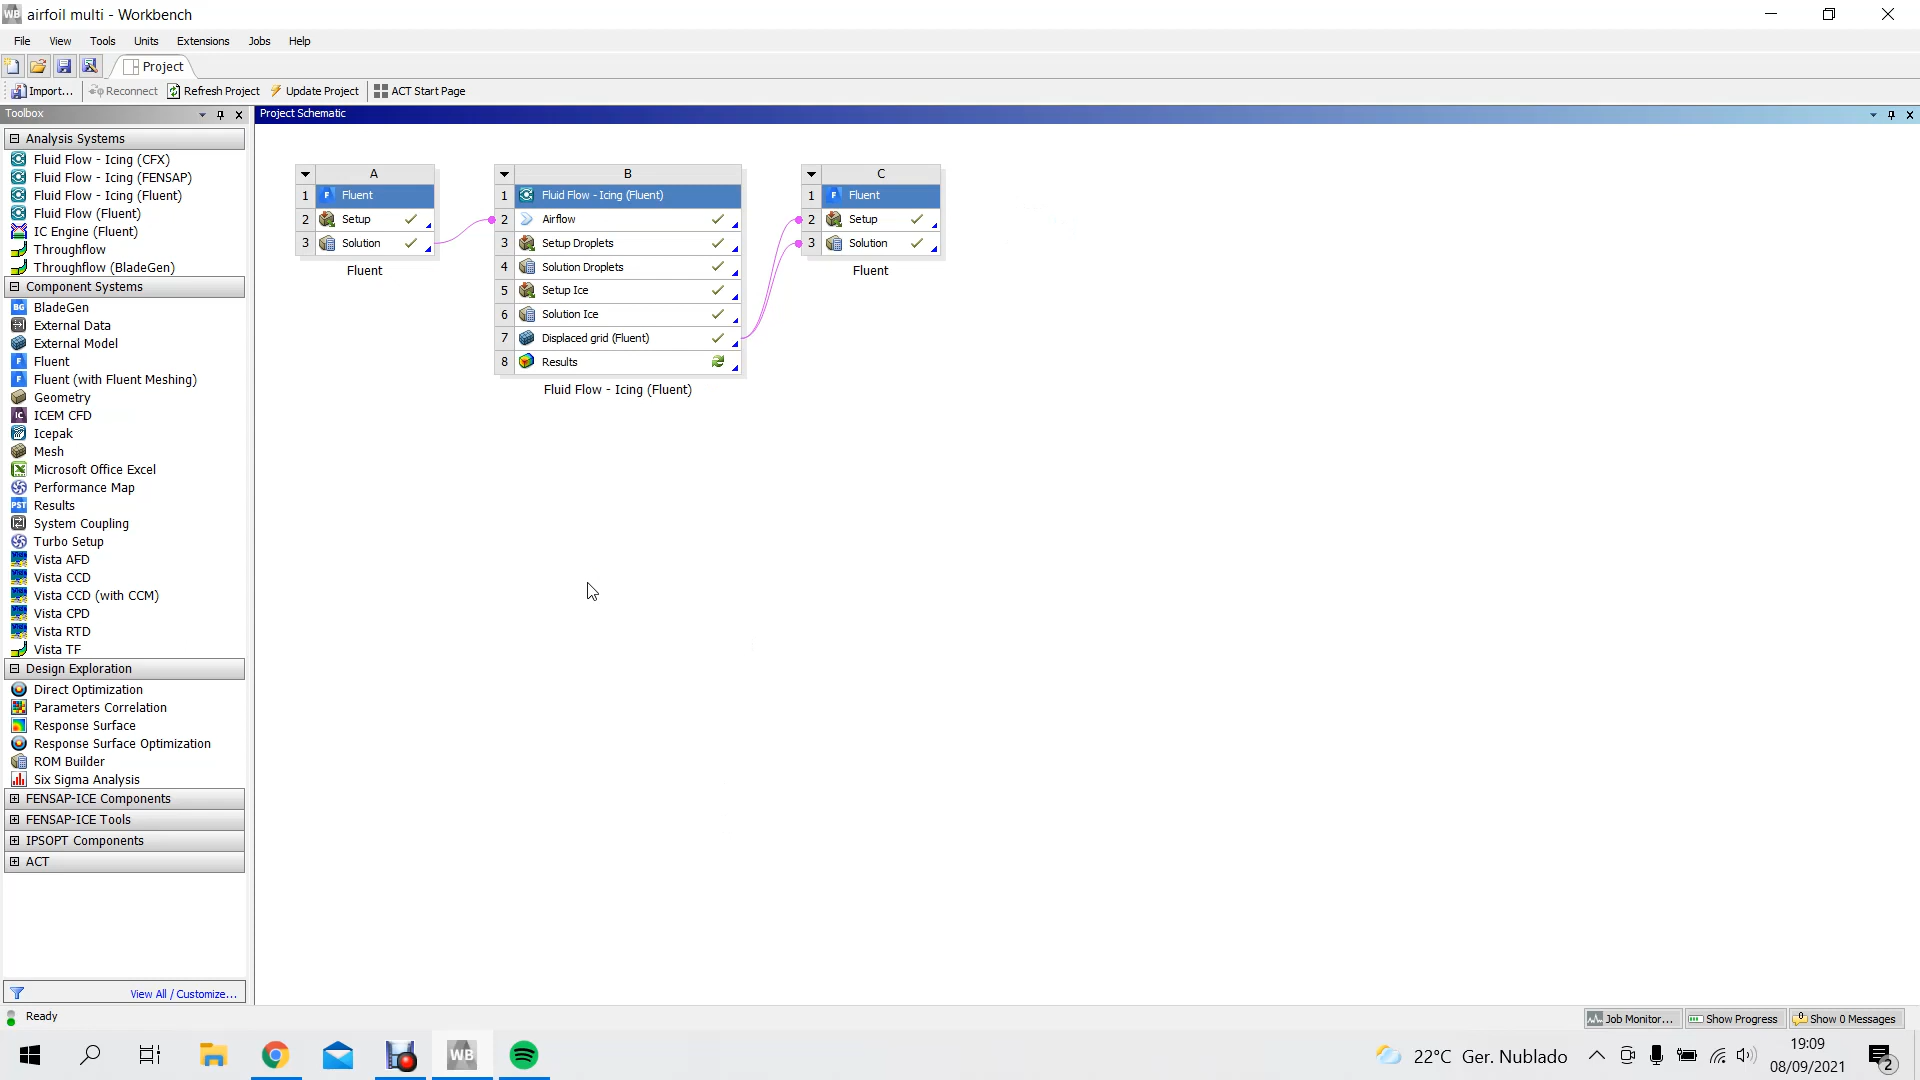 airfoil multi - Workbench
File View Tools Units Extensions Jobs Help
Project
Import... Reconnect Refresh Project Update Project ACT Start Page
Toolbox
Project Schematic
Analysis Systems
Fluid Flow - Icing (CFX)
Fluid Flow - Icing (FENSAP)
Fluid Flow - Icing (Fluent)
Fluid Flow (Fluent)
IC Engine (Fluent)
Throughflow
Throughflow (BladeGen)
Component Systems
BladeGen
External Data
External Model
Fluent
Fluent (with Fluent Meshing)
Geometry
ICEM CFD
Icepak
Mesh
Microsoft Office Excel
Performance Map
Results
System Coupling
Turbo Setup
Vista AFD
Vista CCD
Vista CCD (with CCM)
Vista CPD
Vista RTD
Vista TF
Design Exploration
Direct Optimization
Parameters Correlation
Response Surface
Response Surface Optimization
ROM Builder
Six Sigma Analysis
FENSAP-ICE Components
FENSAP-ICE Tools
IPSOPT Components
ACT
View All / Customize...
A
1 Fluent
2 Setup
3 Solution
Fluent
B
1 Fluid Flow - Icing (Fluent)
2 Airflow
3 Setup Droplets
4 Solution Droplets
5 Setup Ice
6 Solution Ice
7 Displaced grid (Fluent)
8 Results
Fluid Flow - Icing (Fluent)
C
1 Fluent
2 Setup
3 Solution
Fluent
Ready
Job Monitor... Show Progress Show 0 Messages
WB
22°C Ger. Nublado
19:09
08/09/2021
2